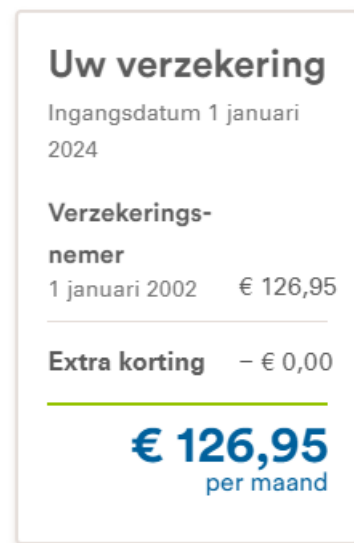 Uw verzekering
Ingangsdatum 1 januari
2024
Verzekerings-
nemer
1 januari 2002 € 126,95
Extra korting – € 0,00
€ 126,95
per maand